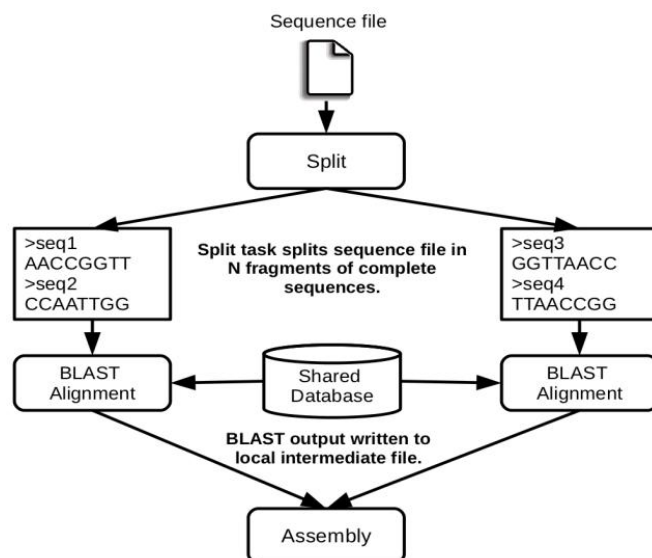 Sequence file
Split
>seq1
AACCGGTT
>seq2
CCAATTGG
Split task splits sequence file in
N fragments of complete
sequences.
>seq3
GGTTAACC
>seq4
TTAACCGG
BLAST
Alignment
Shared
Database
BLAST
Alignment
BLAST output written to
local intermediate file.
Assembly